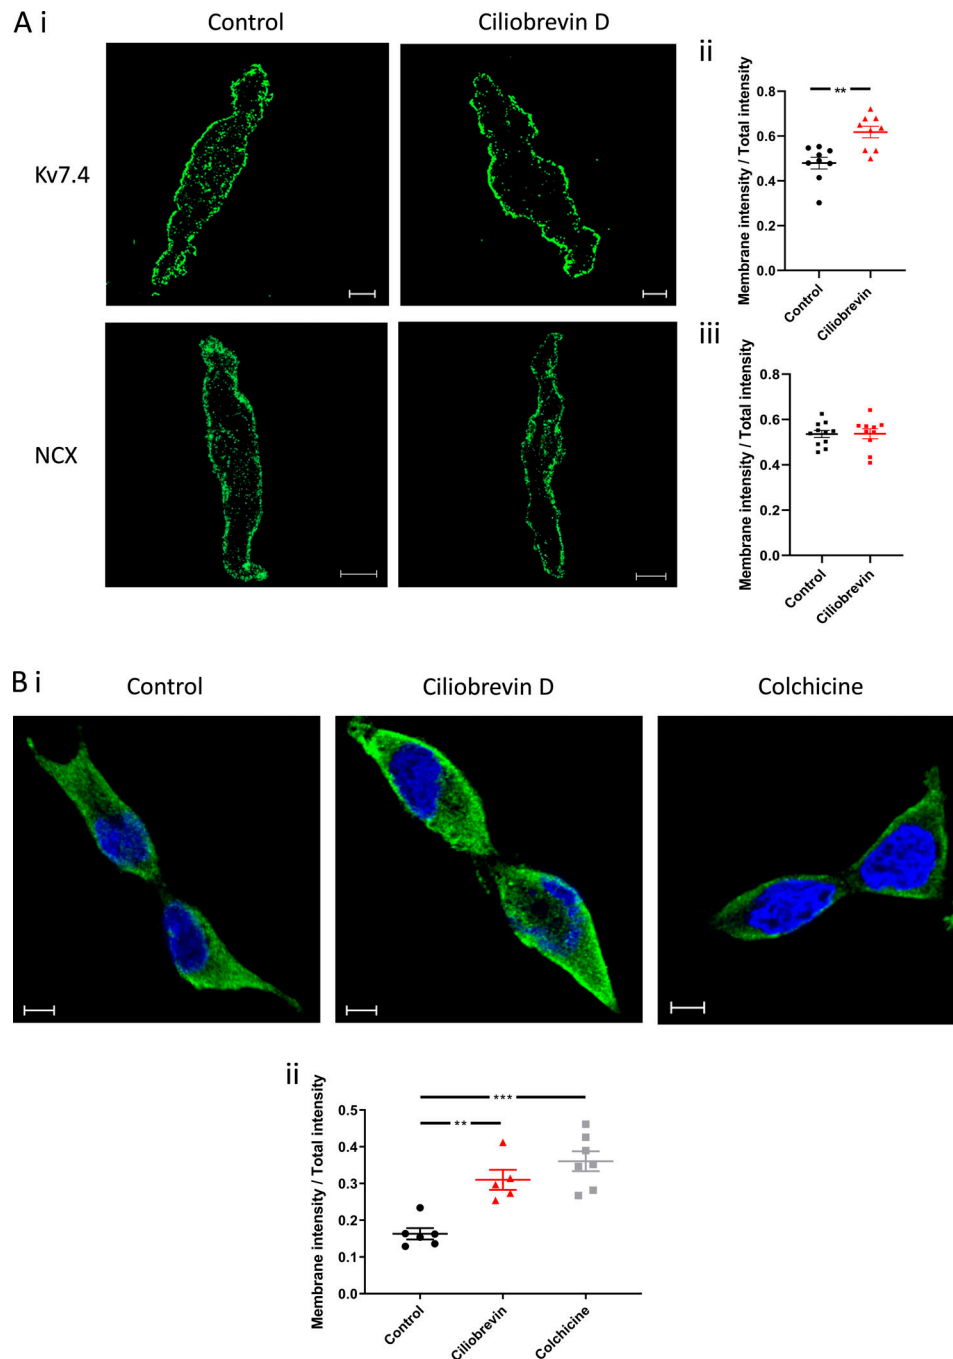 A i
Control
Ciliobrevin D
Kv7.4
NCX
ii
Membrane intensity / Total intensity
0.8
0.6
0.4
0.2
0.0
**
Control
Ciliobrevin
iii
Membrane intensity / Total intensity
0.8
0.6
0.4
0.2
0.0
Control
Ciliobrevin
B i
Control
Ciliobrevin D
Colchicine
ii
Membrane intensity / Total intensity
0.5
0.4
0.3
0.2
0.1
0.0
***
**
Control
Ciliobrevin
Colchicine